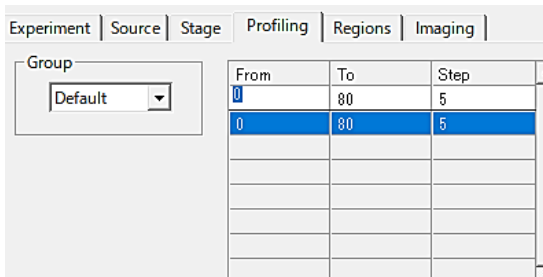 Experiment Source Stage Profiling Regions Imaging
Group
Default
From To Step
0 80 5
0 80 5